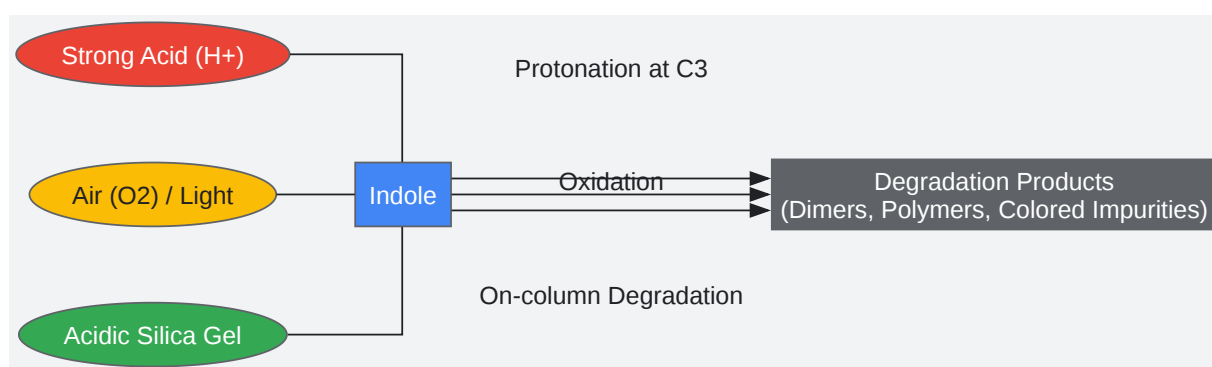 Strong Acid (H+)
Protonation at C3
Air (O2) / Light
Indole
Oxidation
Degradation Products
(Dimers, Polymers, Colored Impurities)
On-column Degradation
Acidic Silica Gel